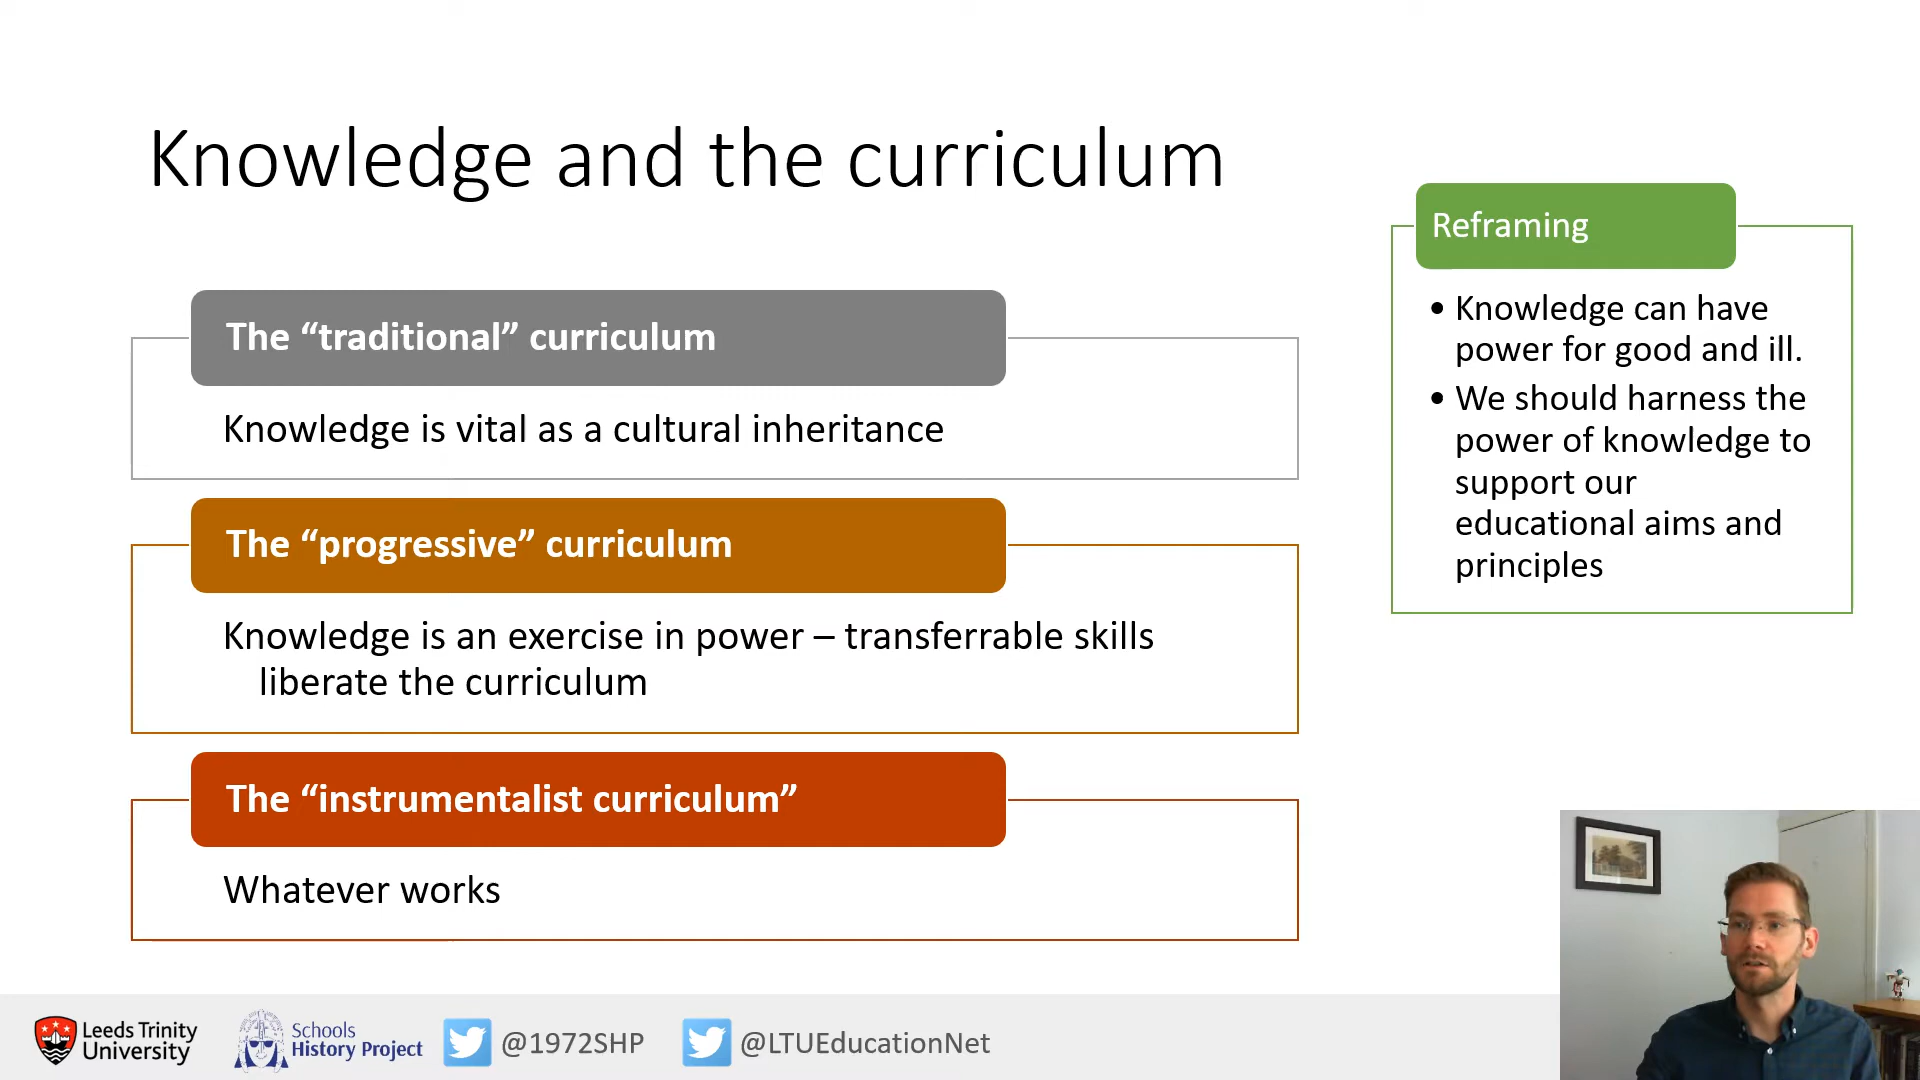 Knowledge and the curriculum
The “traditional” curriculum
Knowledge is vital as a cultural inheritance
The “progressive” curriculum
Knowledge is an exercise in power – transferrable skills
liberate the curriculum
The “instrumentalist curriculum”
Whatever works
Reframing
• Knowledge can have
power for good and ill.
• We should harness the
power of knowledge to
support our
educational aims and
principles
Leeds Trinity
University
Schools
History Project
@1972SHP
@LTUEducationNet